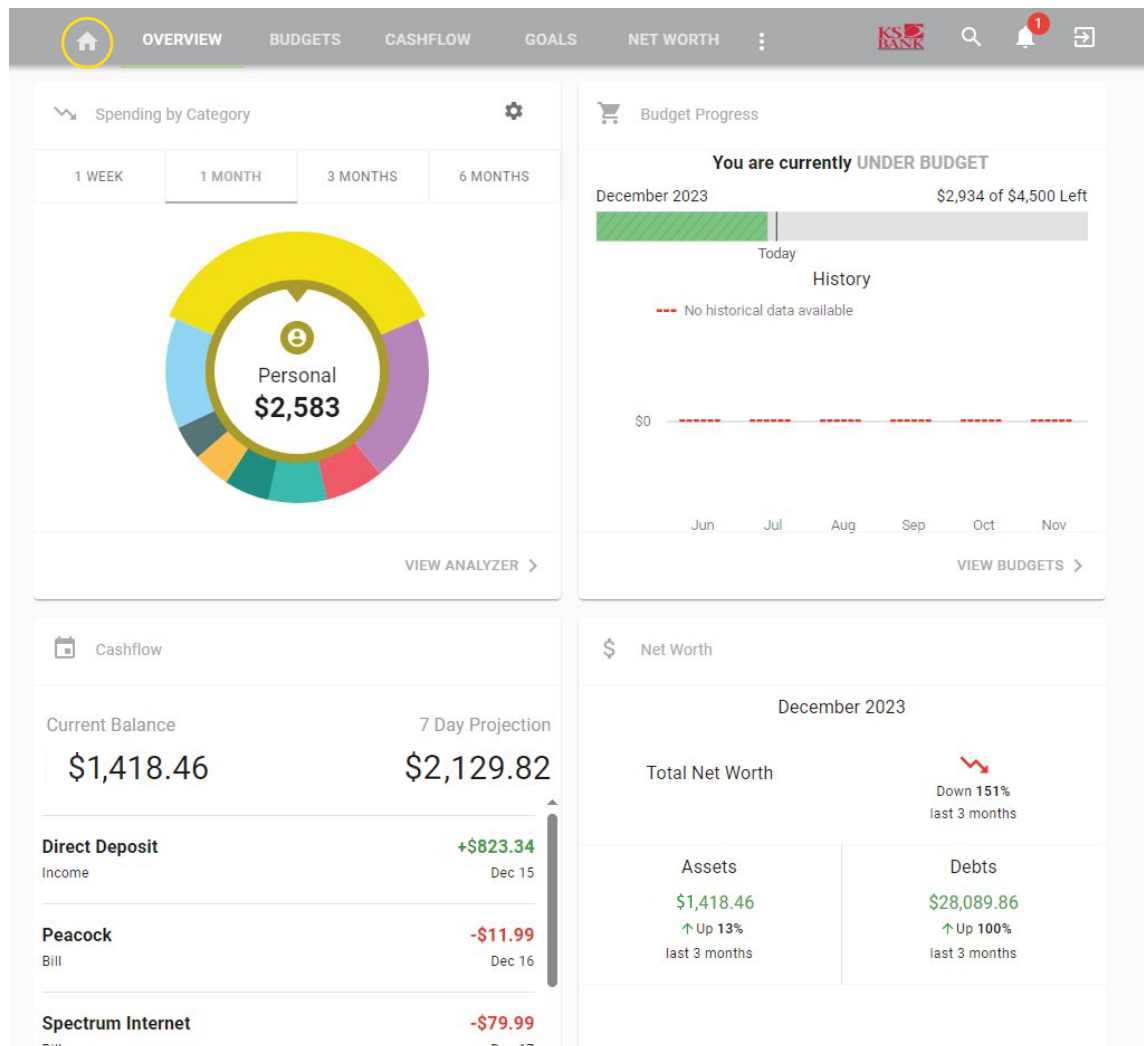 OVERVIEW BUDGETS CASHFLOW GOALS NET WORTH KS BANK 1
Spending by Category
1 WEEK 1 MONTH 3 MONTHS 6 MONTHS
Personal
$2,583
VIEW ANALYZER
Budget Progress
You are currently UNDER BUDGET
December 2023 $2,934 of $4,500 Left
Today
History
No historical data available
$0
Jun Jul Aug Sep Oct Nov
VIEW BUDGETS
Cashflow
Current Balance 7 Day Projection
$1,418.46 $2,129.82
Direct Deposit +$823.34
Income Dec 15
Peacock -$11.99
Bill Dec 16
Spectrum Internet -$79.99
$ Net Worth
December 2023
Total Net Worth
Down 151%
last 3 months
Assets
$1,418.46
Up 13%
last 3 months
Debts
$28,089.86
Up 100%
last 3 months